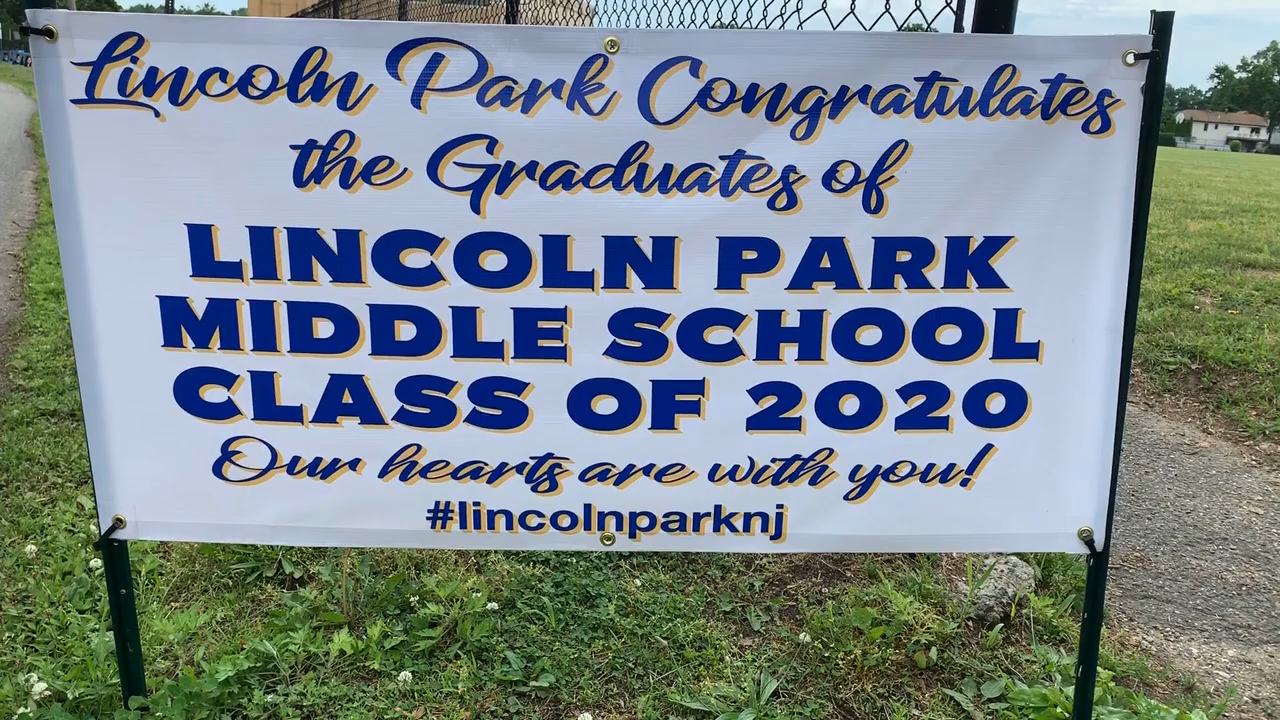 Lincoln Park Congratulates
the Graduates of
LINCOLN PARK
MIDDLE SCHOOL
CLASS OF 2020
Our hearts are with you!
#lincolnparknj